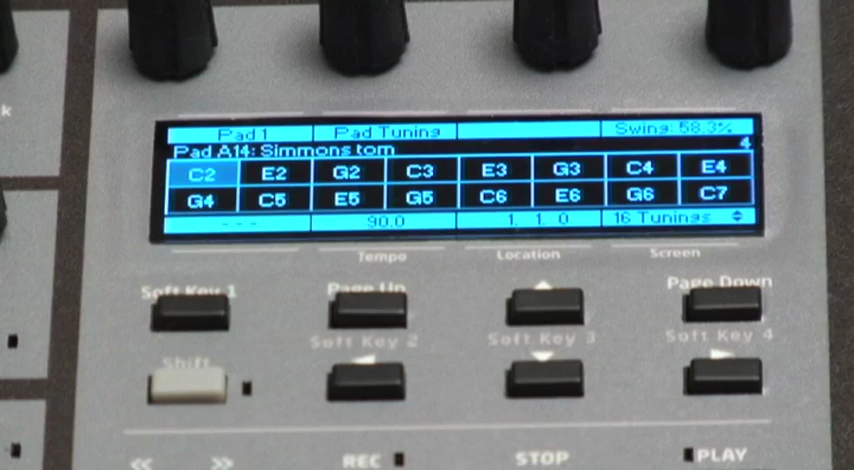 Pad 1 Pad Tuning Swing: 58.3%
Pad A14: Simmons tom 4
C2 E2 G2 C3 E3 G3 C4 E4
G4 C5 E5 G5 C6 E6 G6 C7
- - - 90.0 1. 1. 0 16 Tunings
Tempo Location Screen
Soft Key 1 Page Up Page Down
Soft Key 2 Soft Key 3 Soft Key 4
Shift
<< >> REC STOP PLAY